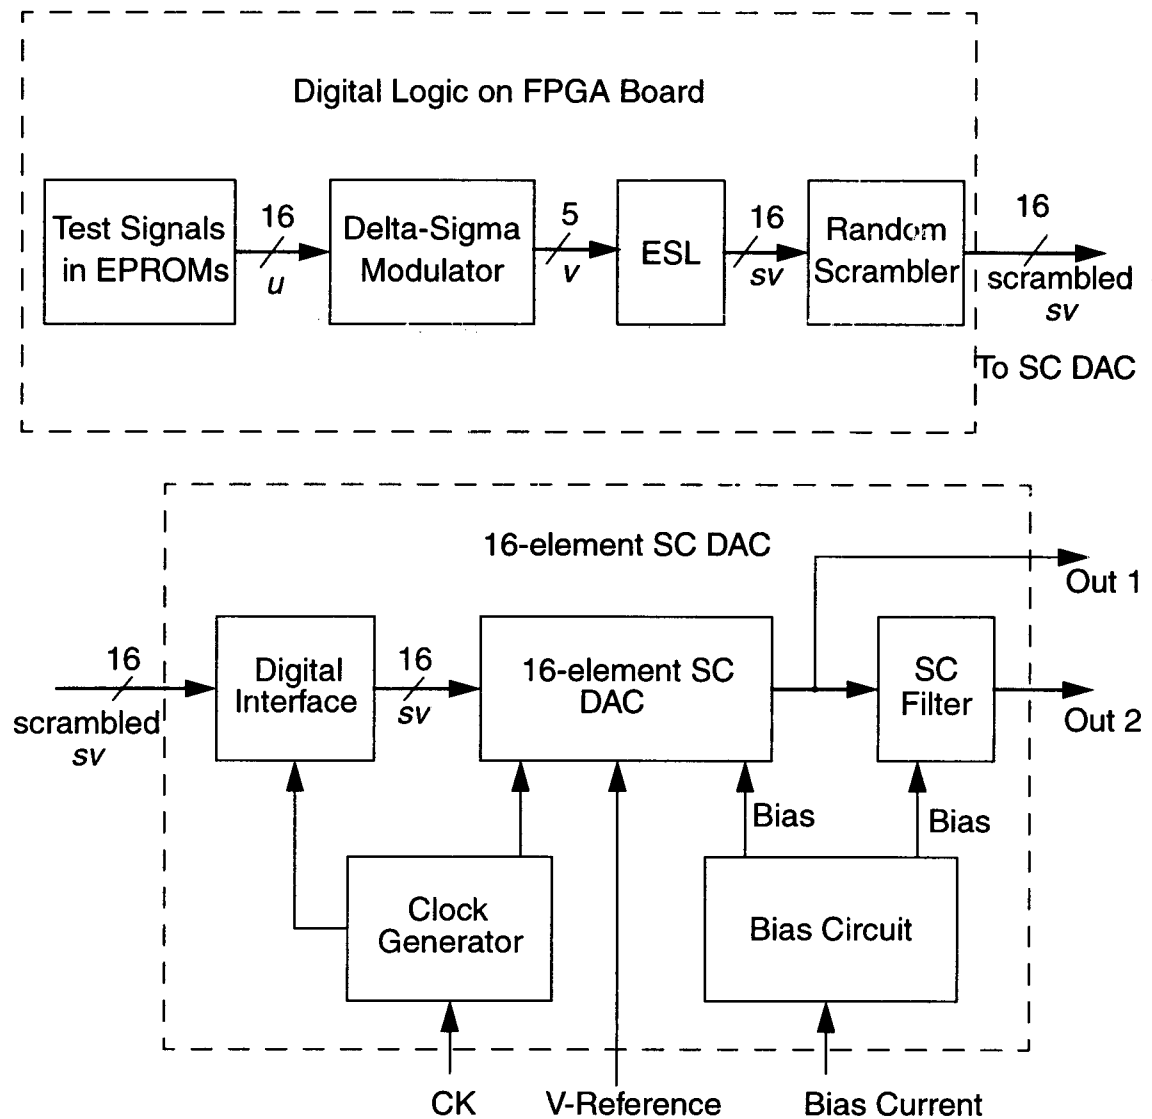 Digital Logic on FPGA Board
Test Signals
in EPROMs
16
u
Delta-Sigma
Modulator
5
v
ESL
16
sv
Random
Scrambler
16
scrambled
sv
To SC DAC
16-element SC DAC
Out 1
16
scrambled
sv
Digital
Interface
16
sv
16-element SC
DAC
SC
Filter
Out 2
Bias
Bias
Clock
Generator
Bias Circuit
CK
V-Reference
Bias Current